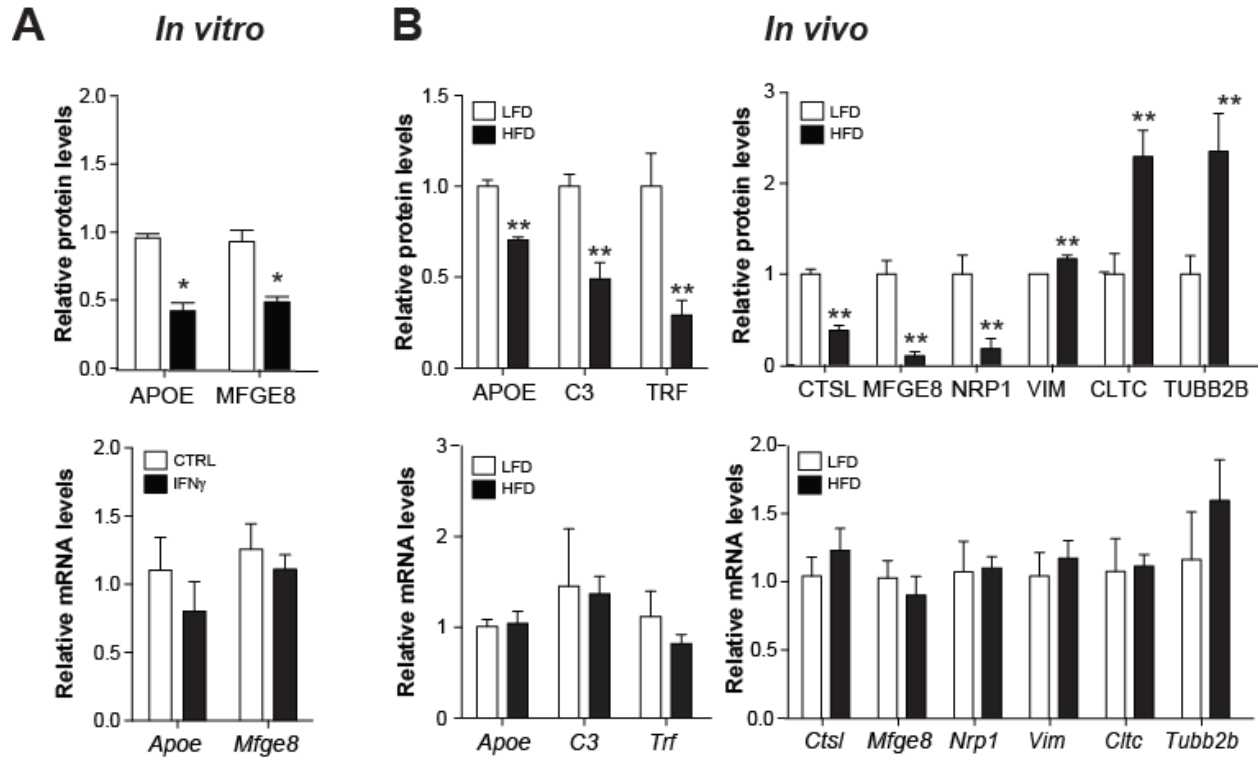 A
In vitro
B
In vivo
Relative protein levels
2.0
1.5
1.0
0.5
0.0
*
*
APOE MFGE8
Relative protein levels
1.5
1.0
0.5
0.0
LFD
HFD
**
**
**
APOE C3 TRF
Relative protein levels
3
2
1
0
LFD
HFD
**
**
**
**
**
**
CTSL MFGE8 NRP1 VIM CLTC TUBB2B
Relative mRNA levels
2.0
1.5
1.0
0.5
0.0
CTRL
IFNγ
Apoe Mfge8
Relative mRNA levels
3
2
1
0
LFD
HFD
Apoe C3 Trf
Relative mRNA levels
2.0
1.5
1.0
0.5
0.0
LFD
HFD
Ctsl Mfge8 Nrp1 Vim Cltc Tubb2b